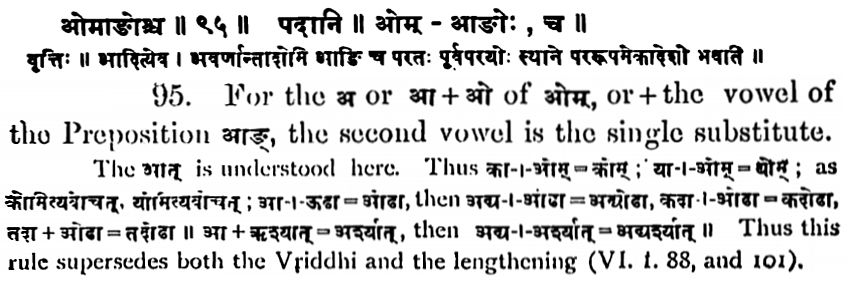 ओमाङोश्च ॥ ९५ ॥ पदानि ॥ ओम् - आङोः , च ॥
वृत्तिः ॥ आदित्येव । अवर्णान्तादोमि आङि च परतः पूर्वपरयोः स्थाने पररूपमेकादेशो भवति ॥
95. For the अ or आ + ओ of ओम्, or + the vowel of
the Preposition आङ्, the second vowel is the single substitute.
The आत् is understood here. Thus का + ओम् = कोम् ; या + ओम् = योम् ; as
कोमित्यवोचत्, योमित्यवोचत् ; आ + ऊढा = ओढा, then अद्य + ओढा = अद्योढा, कदा + ओढा = कदोढा,
तदा + ओढा = तदोढा ॥ आ + ऋश्यात् = अर्श्यात्, then अद्य + अर्श्यात् = अद्यर्श्यात् ॥ Thus this
rule supersedes both the Vṛiddhi and the lengthening (VI. 1. 88, and 101).